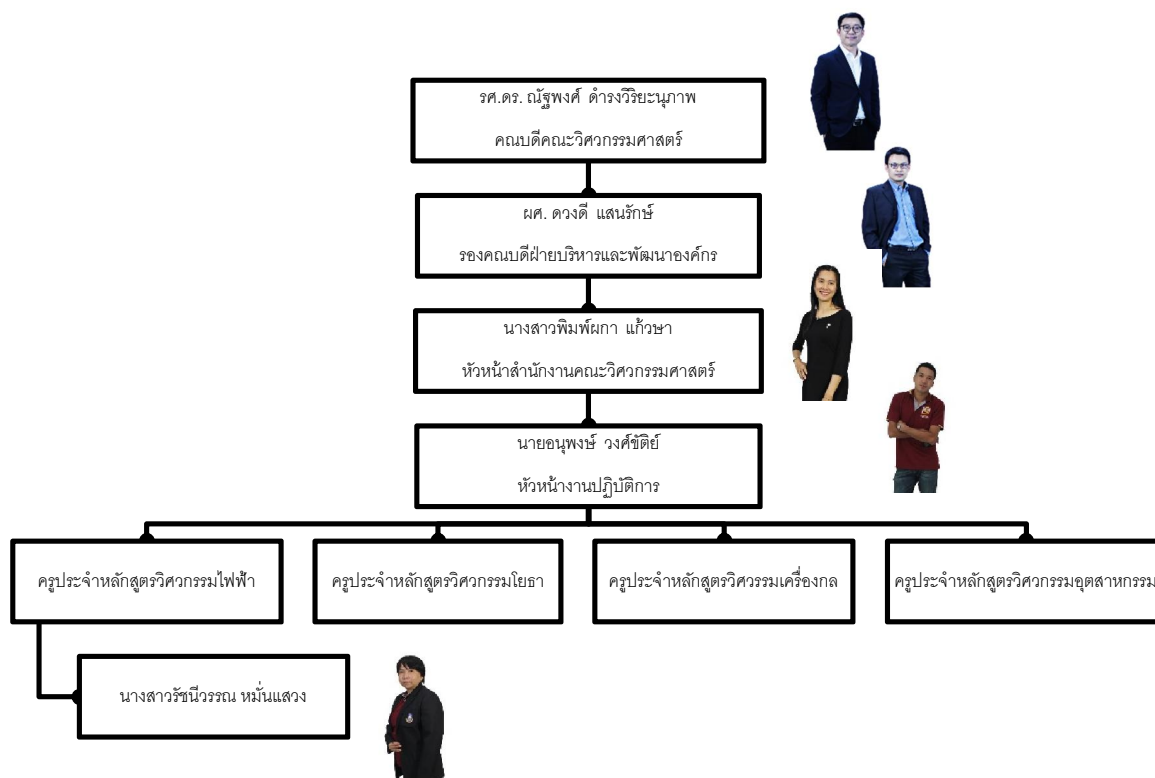 รศ.ดร. ณัฐพงศ์ ดำรงวิริยะนุภาพ
คณบดีคณะวิศวกรรมศาสตร์
ผศ. ดวงดี แสนรักษ์
รองคณบดีฝ่ายบริหารและพัฒนาองค์กร
นางสาวพิมพ์ผกา แก้วษา
หัวหน้าสำนักงานคณะวิศวกรรมศาสตร์
นายอนุพงษ์ วงศ์ขัติย์
หัวหน้างานปฏิบัติการ
ครูประจำหลักสูตรวิศวกรรมไฟฟ้า
ครูประจำหลักสูตรวิศวกรรมโยธา
ครูประจำหลักสูตรวิศวรรมเครื่องกล
ครูประจำหลักสูตรวิศวกรรมอุตสาหกรรม
นางสาวรัชนีวรรณ หมั่นแสวง